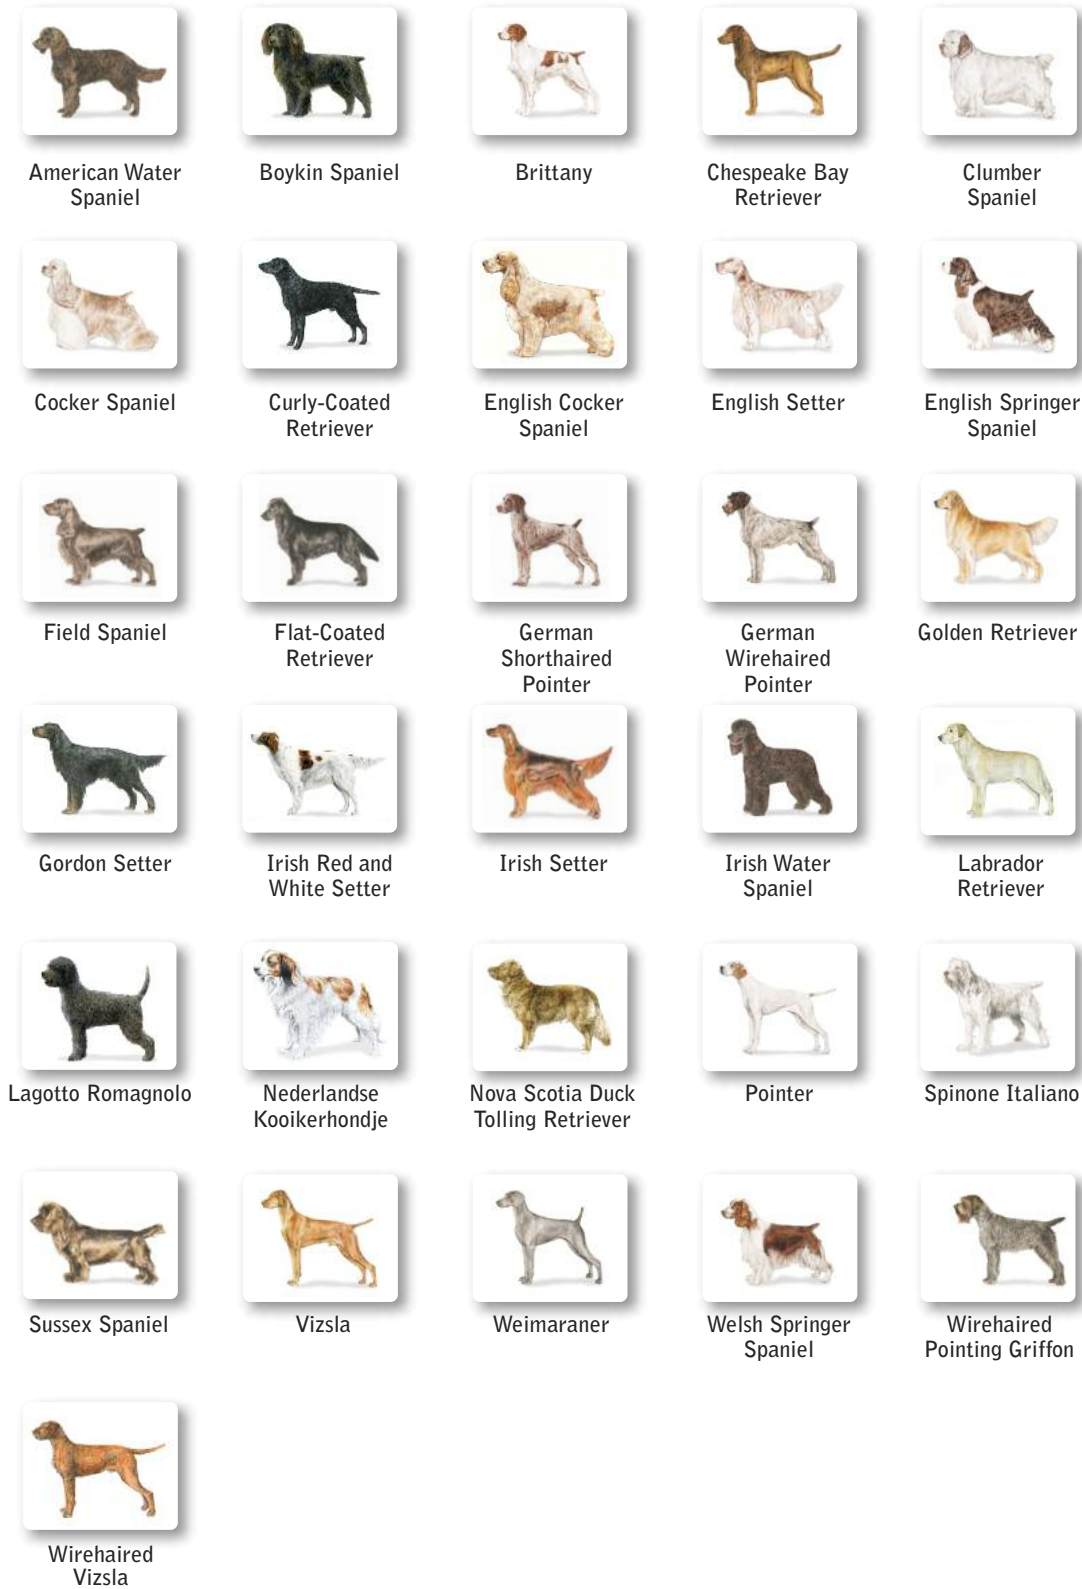 American Water
Spaniel
Boykin Spaniel
Brittany
Chespeake Bay
Retriever
Clumber
Spaniel
Cocker Spaniel
Curly-Coated
Retriever
English Cocker
Spaniel
English Setter
English Springer
Spaniel
Field Spaniel
Flat-Coated
Retriever
German
Shorthaired
Pointer
German
Wirehaired
Pointer
Golden Retriever
Gordon Setter
Irish Red and
White Setter
Irish Setter
Irish Water
Spaniel
Labrador
Retriever
Lagotto Romagnolo
Nederlandse
Kooikerhondje
Nova Scotia Duck
Tolling Retriever
Pointer
Spinone Italiano
Sussex Spaniel
Vizsla
Weimaraner
Welsh Springer
Spaniel
Wirehaired
Pointing Griffon
Wirehaired
Vizsla